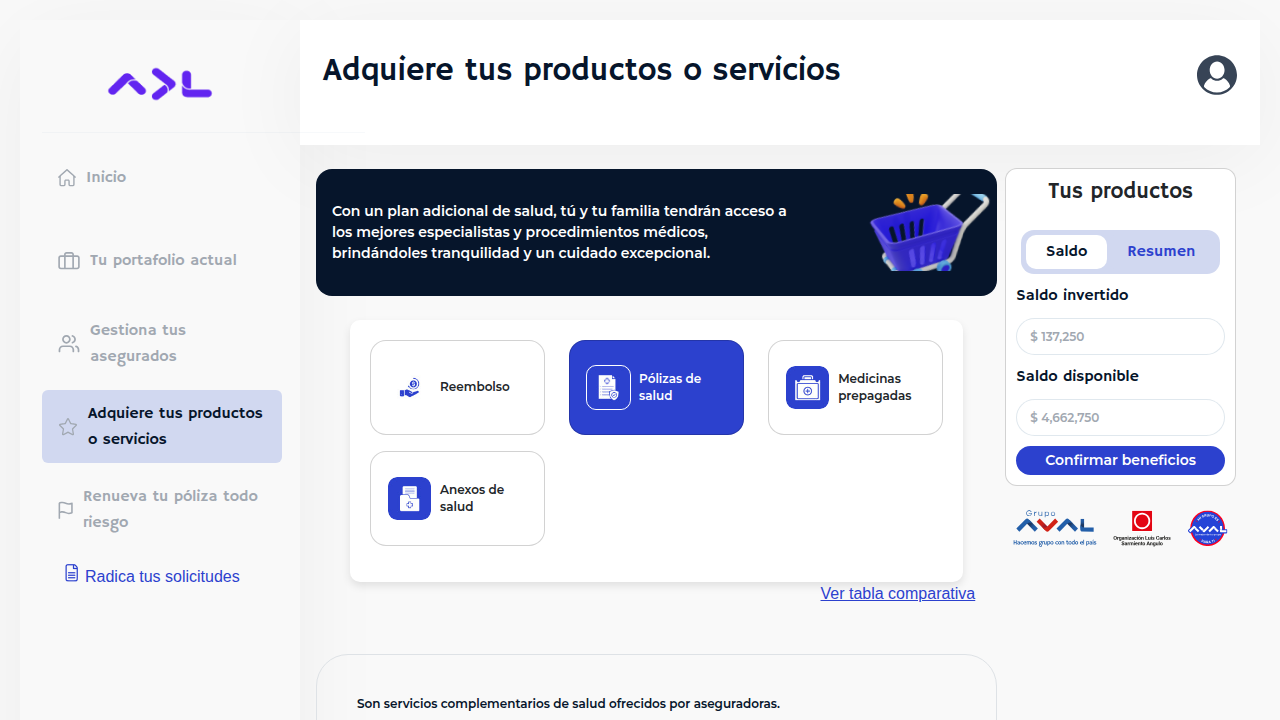 Adquiere tus productos o servicios
Inicio
Tu portafolio actual
Gestiona tus
asegurados
Adquiere tus productos
o servicios
Renueva tu póliza todo
riesgo
Radica tus solicitudes
Con un plan adicional de salud, tú y tu familia tendrán acceso a
los mejores especialistas y procedimientos médicos,
brindándoles tranquilidad y un cuidado excepcional.
Reembolso
Pólizas de
salud
Medicinas
prepagadas
Anexos de
salud
Ver tabla comparativa
Son servicios complementarios de salud ofrecidos por aseguradoras.
Tus productos
Saldo
Resumen
Saldo invertido
$ 137,250
Saldo disponible
$ 4,662,750
Confirmar beneficios
Grupo
AVAL
Hacemos grupo con todo el país
Organización Luis Carlos
Sarmiento Angulo
AVAL